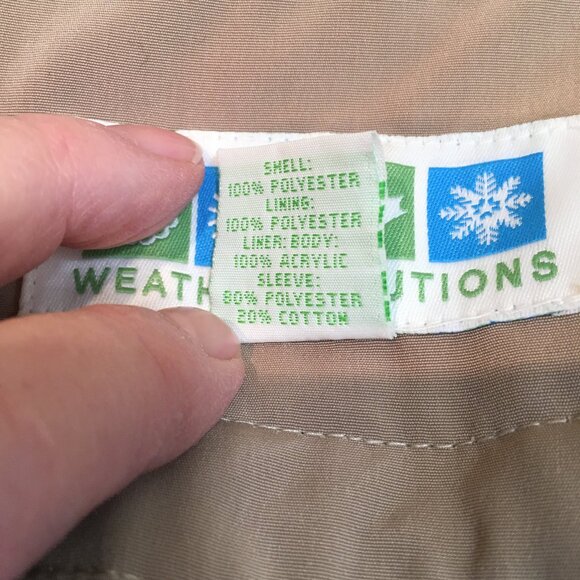 SHELL:
100% POLYESTER
LINING:
100% POLYESTER
LINER: BODY:
100% ACRYLIC
SLEEVE:
80% POLYESTER
20% COTTON
WEATH UTIONS